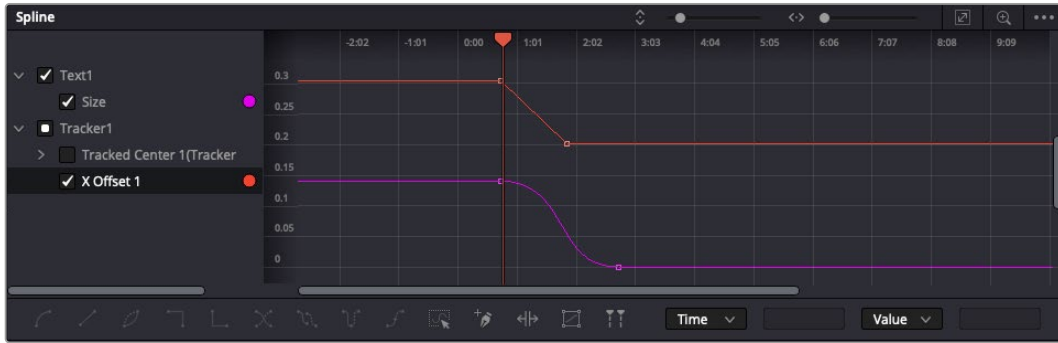 Spline
-2:02 -1:01 0:00 1:01 2:02 3:03 4:04 5:05 6:06 7:07 8:08 9:09
Text1
Size
Tracker1
Tracked Center 1(Tracker
X Offset 1
0.3
0.25
0.2
0.15
0.1
0.05
0
Time Value